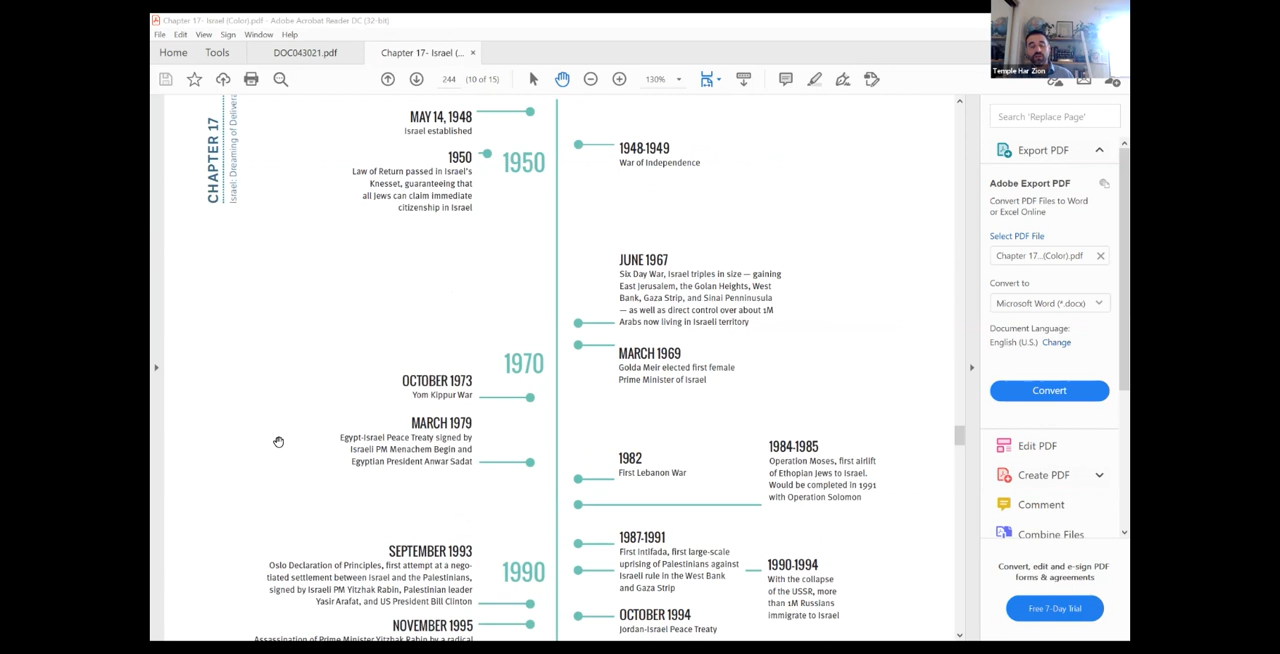 Chapter 17- Israel (Color).pdf - Adobe Acrobat Reader DC (32-bit)
File Edit View Sign Window Help
Home Tools DOC043021.pdf Chapter 17- Israel (... ×
244 (10 of 15) 130%
Temple Har Zion
CHAPTER 17
Israel: Dreaming of Delivera
MAY 14, 1948
Israel established
1950
Law of Return passed in Israel's
Knesset, guaranteeing that
all Jews can claim immediate
citizenship in Israel
1950
1948-1949
War of Independence
JUNE 1967
Six Day War, Israel triples in size — gaining
East Jerusalem, the Golan Heights, West
Bank, Gaza Strip, and Sinai Penninusula
— as well as direct control over about 1M
Arabs now living in Israeli territory
1970
MARCH 1969
Golda Meir elected first female
Prime Minister of Israel
OCTOBER 1973
Yom Kippur War
MARCH 1979
Egypt-Israel Peace Treaty signed by
Israeli PM Menachem Begin and
Egyptian President Anwar Sadat
1982
First Lebanon War
1984-1985
Operation Moses, first airlift
of Ethopian Jews to Israel.
Would be completed in 1991
with Operation Solomon
1987-1991
First Intifada, first large-scale
uprising of Palestinians against
Israeli rule in the West Bank
and Gaza Strip
SEPTEMBER 1993
Oslo Declaration of Principles, first attempt at a nego-
tiated settlement between Israel and the Palestinians,
signed by Israeli PM Yitzhak Rabin, Palestinian leader
Yasir Arafat, and US President Bill Clinton
1990
1990-1994
With the collapse
of the USSR, more
than 1M Russians
immigrate to Israel
OCTOBER 1994
Jordan-Israel Peace Treaty
NOVEMBER 1995
Assassination of Prime Minister Yitzhak Rabin by a radical
Search 'Replace Page'
Export PDF
Adobe Export PDF
Convert PDF Files to Word
or Excel Online
Select PDF File
Chapter 17...(Color).pdf
Convert to
Microsoft Word (*.docx)
Document Language:
English (U.S.) Change
Convert
Edit PDF
Create PDF
Comment
Combine Files
Convert, edit and e-sign PDF
forms & agreements
Free 7-Day Trial